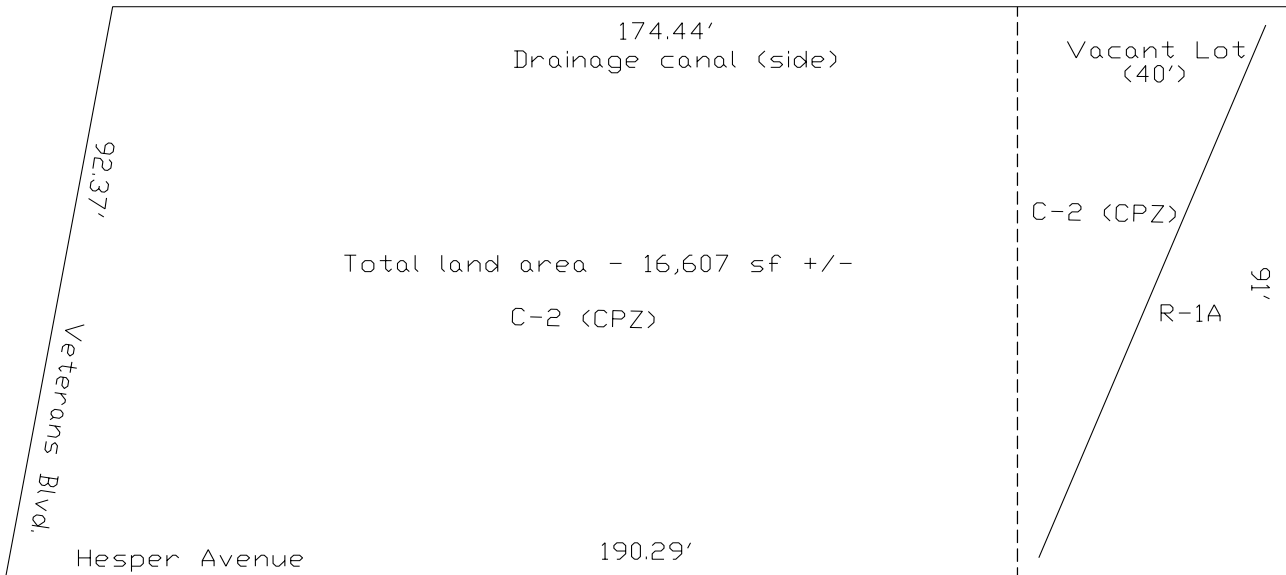 174.44'
Drainage canal (side)
Vacant Lot
(40')
92.37'
C-2 (CPZ)
Total land area - 16,607 sf +/-
91'
C-2 (CPZ)
R-1A
Veterans Blvd.
Hesper Avenue
190.29'